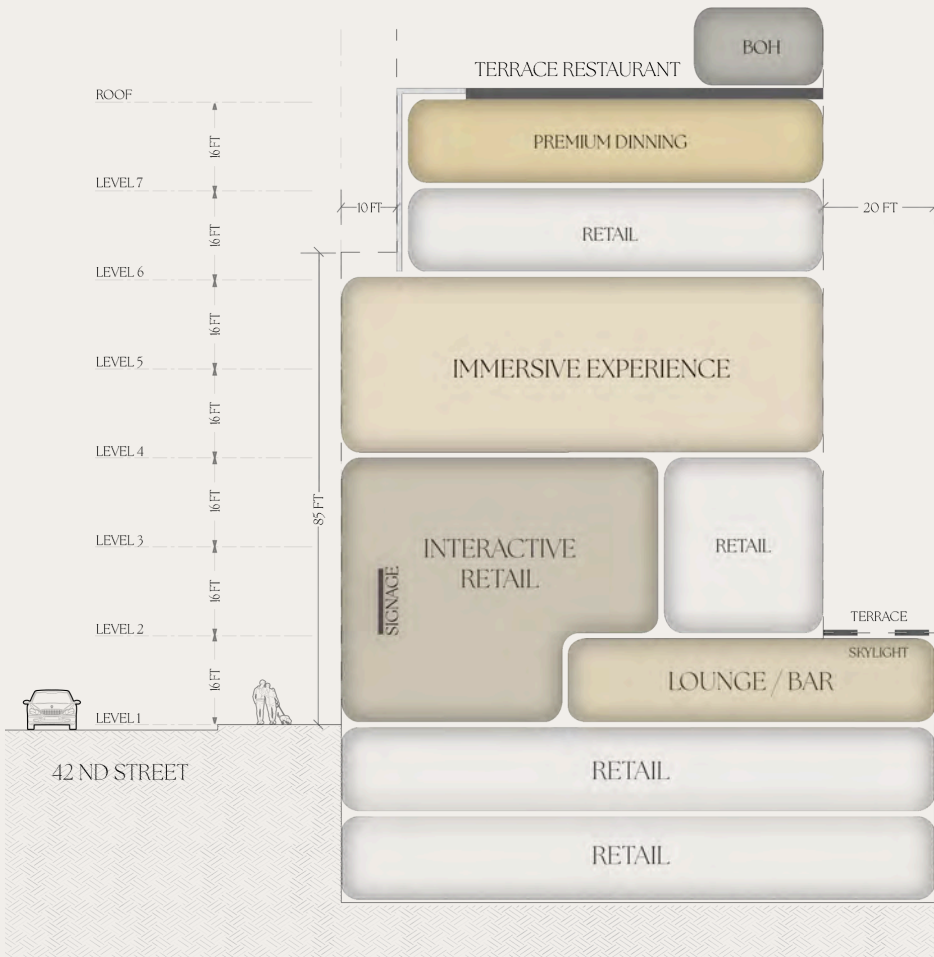 BOH
TERRACE RESTAURANT
ROOF
PREMIUM DINNING
16 FT
LEVEL 7
10 FT
20 FT
RETAIL
16 FT
LEVEL 6
16 FT
LEVEL 5
IMMERSIVE EXPERIENCE
16 FT
LEVEL 4
85 FT
16 FT
LEVEL 3
INTERACTIVE
RETAIL
RETAIL
SIGNAGE
16 FT
TERRACE
LEVEL 2
SKYLIGHT
LOUNGE / BAR
16 FT
LEVEL 1
42 ND STREET
RETAIL
RETAIL